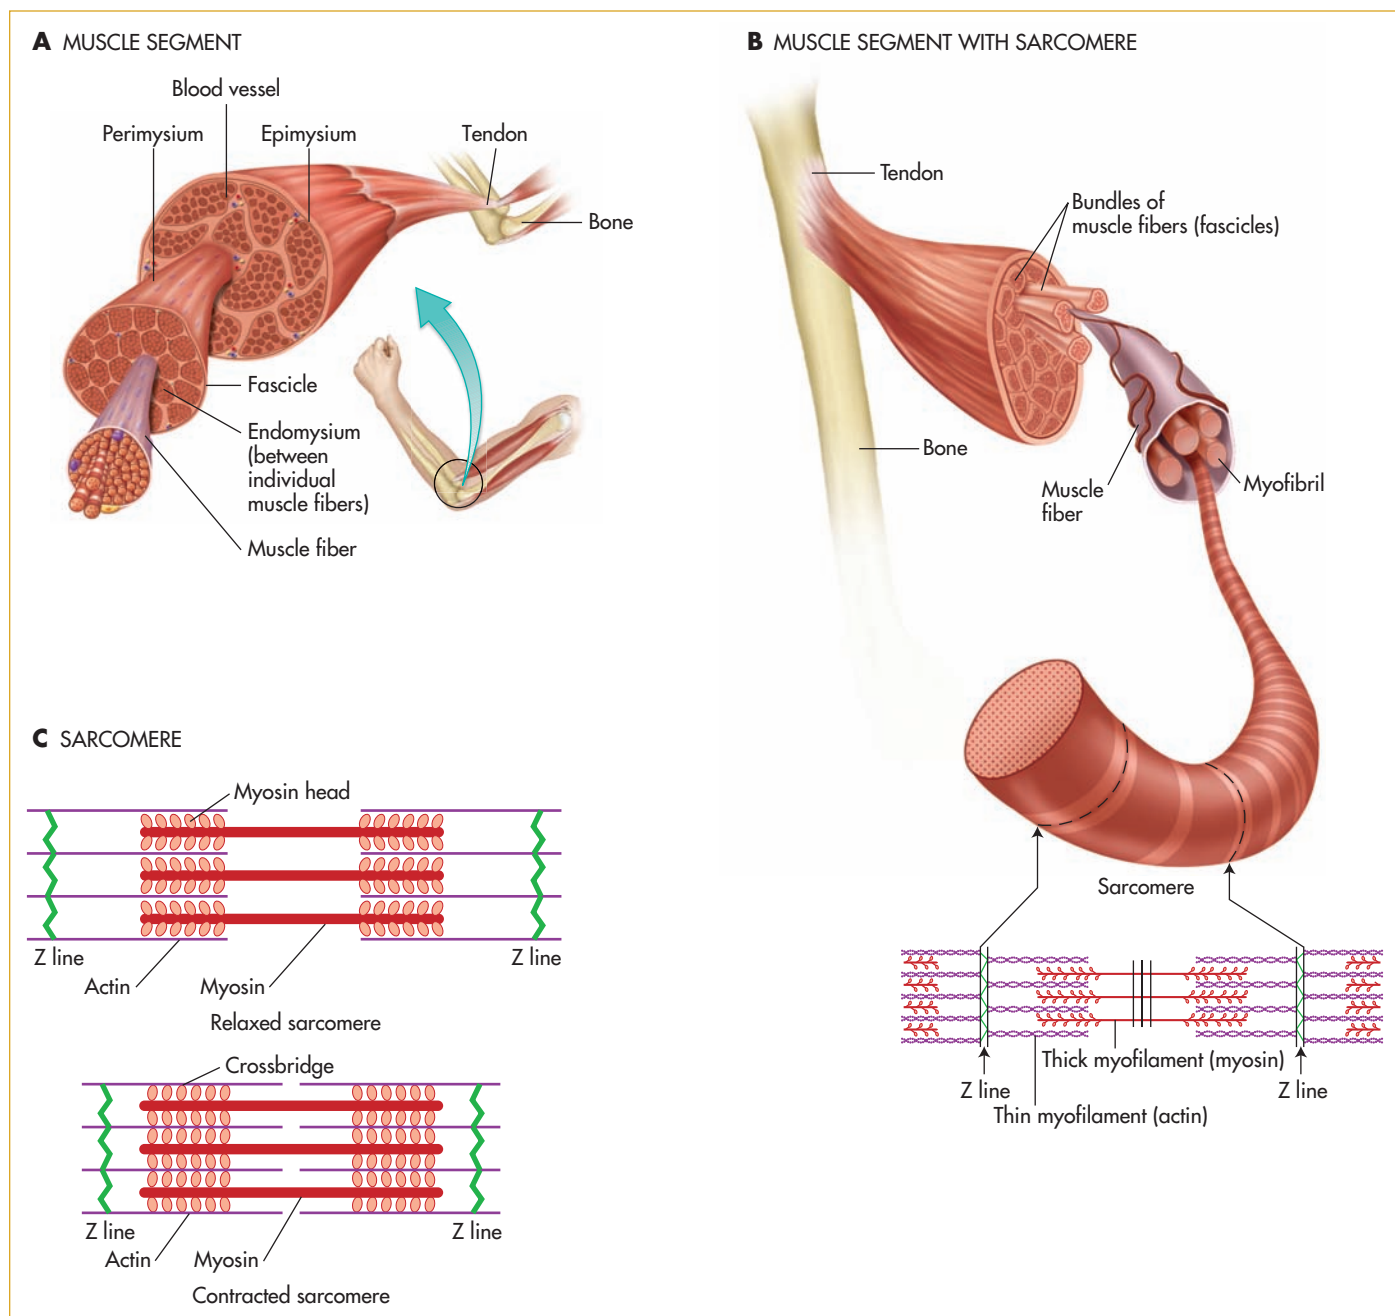 A MUSCLE SEGMENT
Blood vessel
Perimysium
Epimysium
Tendon
Bone
Fascicle
Endomysium
(between
individual
muscle fibers)
Muscle fiber
B MUSCLE SEGMENT WITH SARCOMERE
Tendon
Bundles of
muscle fibers (fascicles)
Bone
Muscle
fiber
Myofibril
Sarcomere
Thick myofilament (myosin)
Z line
Z line
Thin myofilament (actin)
C SARCOMERE
Myosin head
Z line
Z line
Actin
Myosin
Relaxed sarcomere
Crossbridge
Z line
Z line
Actin
Myosin
Contracted sarcomere